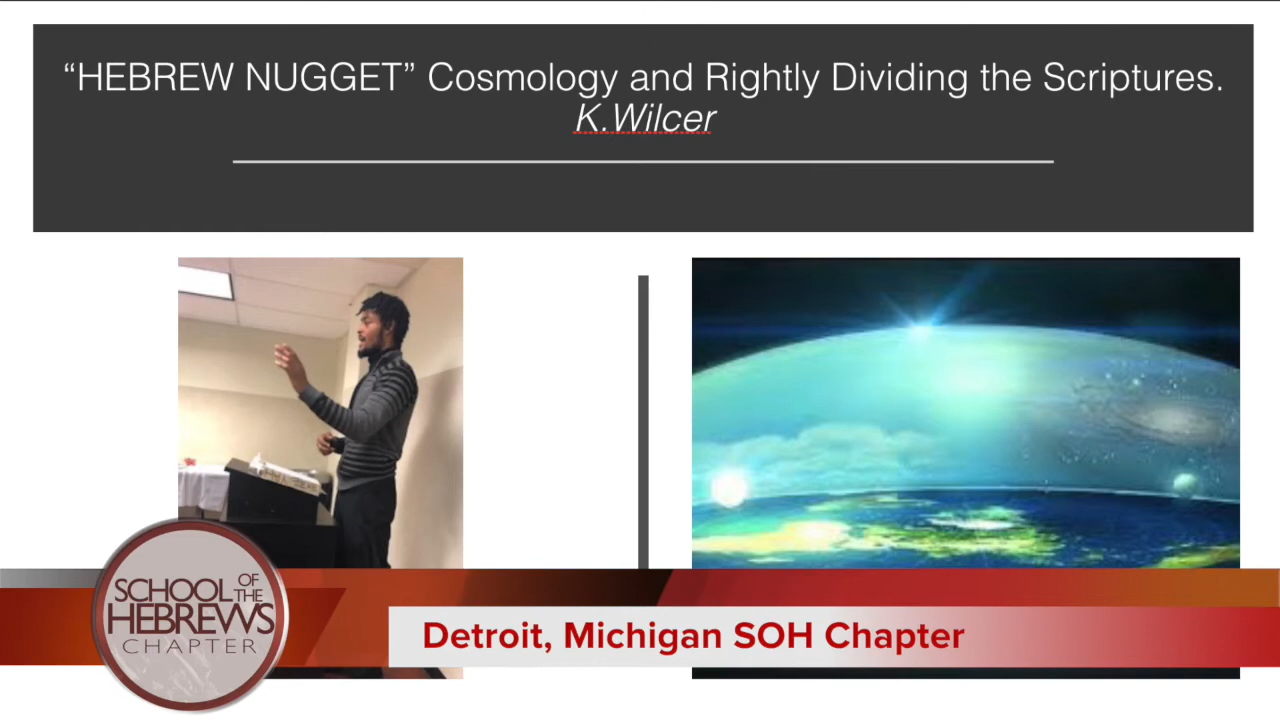 “HEBREW NUGGET” Cosmology and Rightly Dividing the Scriptures.
K.Wilcer
SCHOOL OF THE
HEBREWS
CHAPTER
Detroit, Michigan SOH Chapter